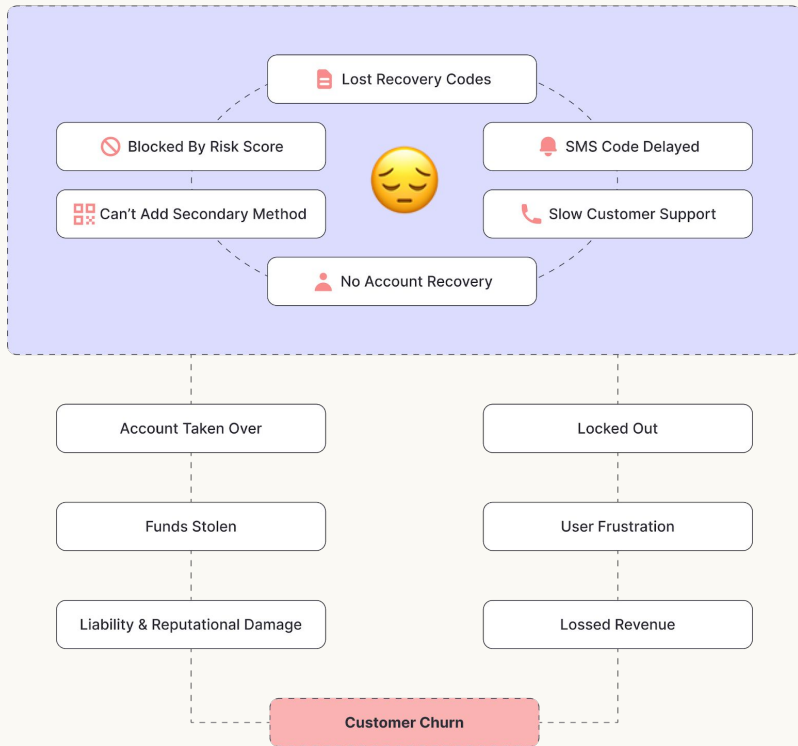 Lost Recovery Codes
Blocked By Risk Score
SMS Code Delayed
Can't Add Secondary Method
Slow Customer Support
No Account Recovery
Account Taken Over
Locked Out
Funds Stolen
User Frustration
Liability & Reputational Damage
Lossed Revenue
Customer Churn